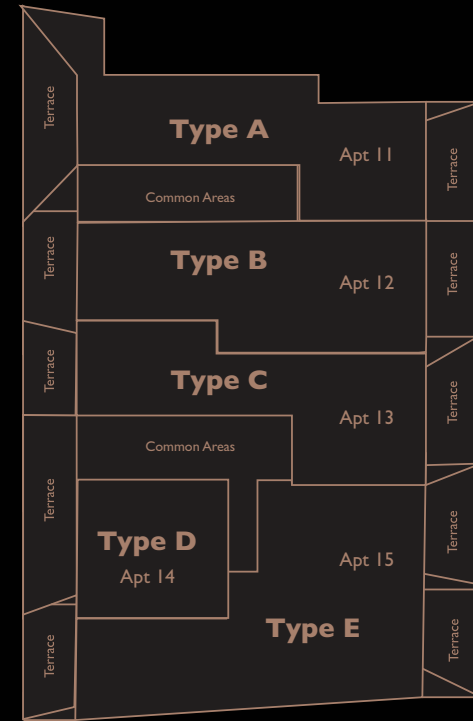 Terrace
Type A
Apt 11
Terrace
Common Areas
Terrace
Type B
Apt 12
Terrace
Terrace
Type C
Apt 13
Terrace
Common Areas
Terrace
Type D
Apt 14
Apt 15
Terrace
Type E
Terrace
Terrace